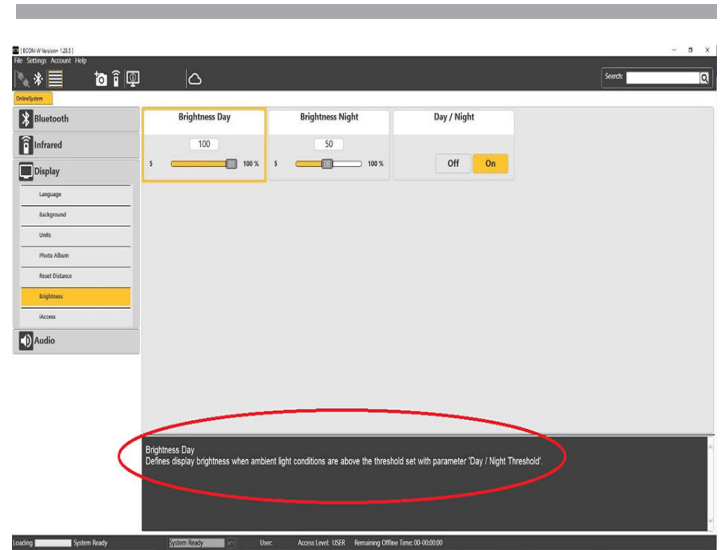 [ ECON-W Version 1.28.5 ]
File Settings Account Help
Search:
OnlineSystem
Bluetooth
Infrared
Display
Language
Background
Units
Photo Album
Reset Distance
Brightness
iAccess
Audio
Brightness Day
100
5 100 %
Brightness Night
50
5 100 %
Day / Night
Off On
Brightness Day
Defines display brightness when ambient light conditions are above the threshold set with parameter 'Day / Night Threshold'.
Loading System Ready System Ready User: Access Level: USER Remaining Offline Time: 00-00:00:00